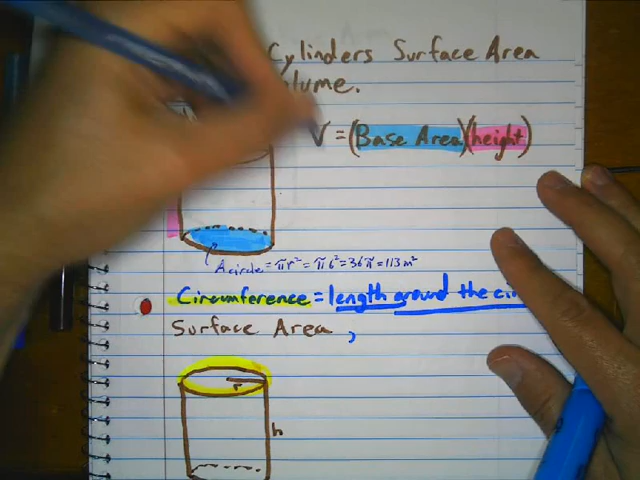 Cylinders Surface Area
lume.
V = (Base Area)(height)
A circle = πr² = π6² = 36π = 113 m²
Circumference = length around the ci
Surface Area,
r
h